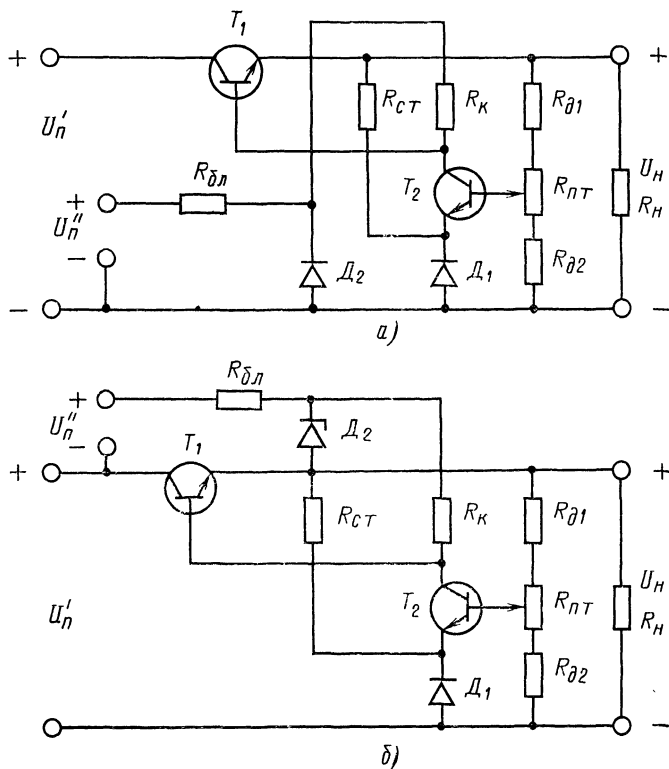 T₁
+
+
U′п
Rст
Rк
Rд1
Rбл
T₂
Rпт
Uн
Rн
+
U″п
−
Д₂
Д₁
Rд2
−
−
а)
Rбл
+
U″п
−
Д₂
T₁
+
+
Rст
Rк
Rд1
U′п
T₂
Rпт
Uн
Rн
Д₁
Rд2
−
б)